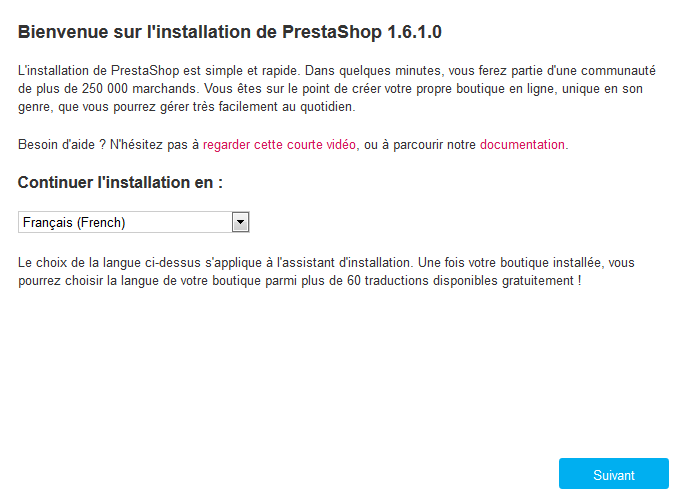 Bienvenue sur l'installation de PrestaShop 1.6.1.0
L'installation de PrestaShop est simple et rapide. Dans quelques minutes, vous ferez partie d'une communauté
de plus de 250 000 marchands. Vous êtes sur le point de créer votre propre boutique en ligne, unique en son
genre, que vous pourrez gérer très facilement au quotidien.
Besoin d'aide ? N'hésitez pas à regarder cette courte vidéo, ou à parcourir notre documentation.
Continuer l'installation en :
Français (French)
Le choix de la langue ci-dessus s'applique à l'assistant d'installation. Une fois votre boutique installée, vous
pourrez choisir la langue de votre boutique parmi plus de 60 traductions disponibles gratuitement !
Suivant